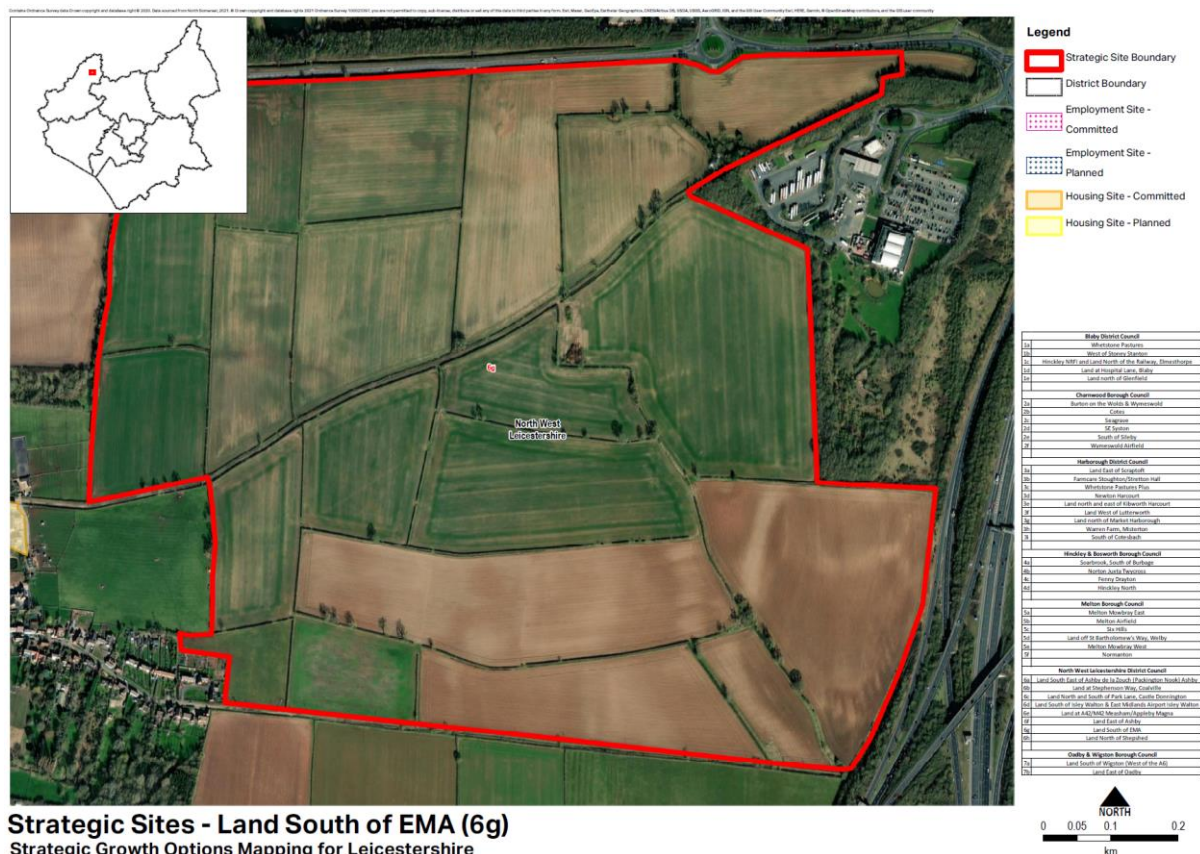 Legend
Strategic Site Boundary
District Boundary
Employment Site -
Committed
Employment Site -
Planned
Housing Site - Committed
Housing Site - Planned
6g
North West
Leicestershire
Blaby District Council
1a Whetstone Pastures
1b West of Stoney Stanton
1c Hinckley NRFI and Land North of the Railway, Elmesthorpe
1d Land at Hospital Lane, Blaby
1e Land north of Glenfield
Charnwood Borough Council
2a Burton on the Wolds & Wymeswold
2b Cotes
2c Seagrave
2d SE Syston
2e South of Sileby
2f Wymeswold Airfield
Harborough District Council
3a Land East of Scraptoft
3b Farmcare Stoughton/Stretton Hall
3c Whetstone Pastures Plus
3d Newton Harcourt
3e Land north and east of Kibworth Harcourt
3f Land West of Lutterworth
3g Land north of Market Harborough
3h Warren Farm, Misterton
3i South of Cotesbach
Hinckley & Bosworth Borough Council
4a Soarbrook, South of Burbage
4b Norton Juxta Twycross
4c Fenny Drayton
4d Hinckley North
Melton Borough Council
5a Melton Mowbray East
5b Melton Airfield
5c Six Hills
5d Land off St Bartholomew's Way, Welby
5e Melton Mowbray West
5f Normanton
North West Leicestershire District Council
6a Land South East of Ashby de la Zouch (Packington Nook) Ashby
6b Land at Stephenson Way, Coalville
6c Land North and South of Park Lane, Castle Donnington
6d Land South of Isley Walton & East Midlands Airport Isley Walton
6e Land at A42/M42 Measham/Appleby Magna
6f Land East of Ashby
6g Land South of EMA
6h Land North of Shepshed
Oadby & Wigston Borough Council
7a Land South of Wigston (West of the A6)
7b Land East of Oadby
NORTH
0 0.05 0.1 0.2
km
Strategic Sites - Land South of EMA (6g)
Strategic Growth Options Mapping for Leicestershire